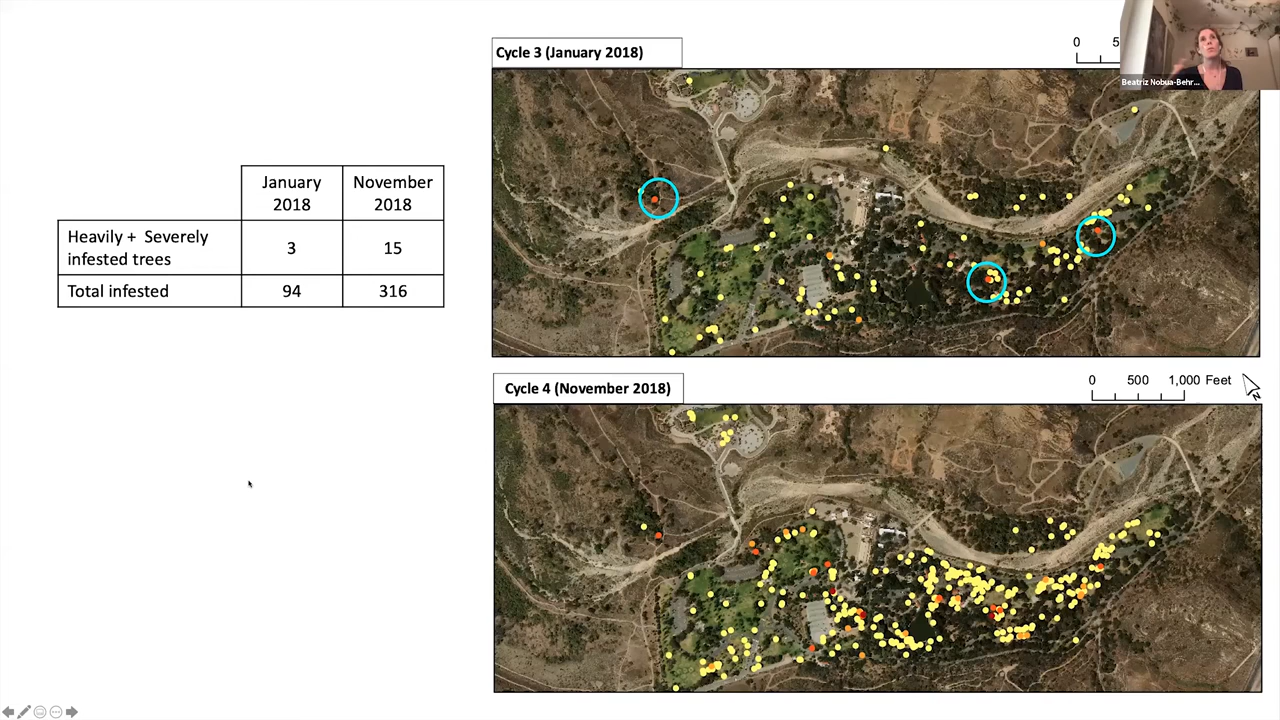 Cycle 3 (January 2018)
0 5
Beatriz Nobua-Behr...
January
2018
November
2018
Heavily + Severely
infested trees
3
15
Total infested
94
316
Cycle 4 (November 2018)
0 500 1,000 Feet
N